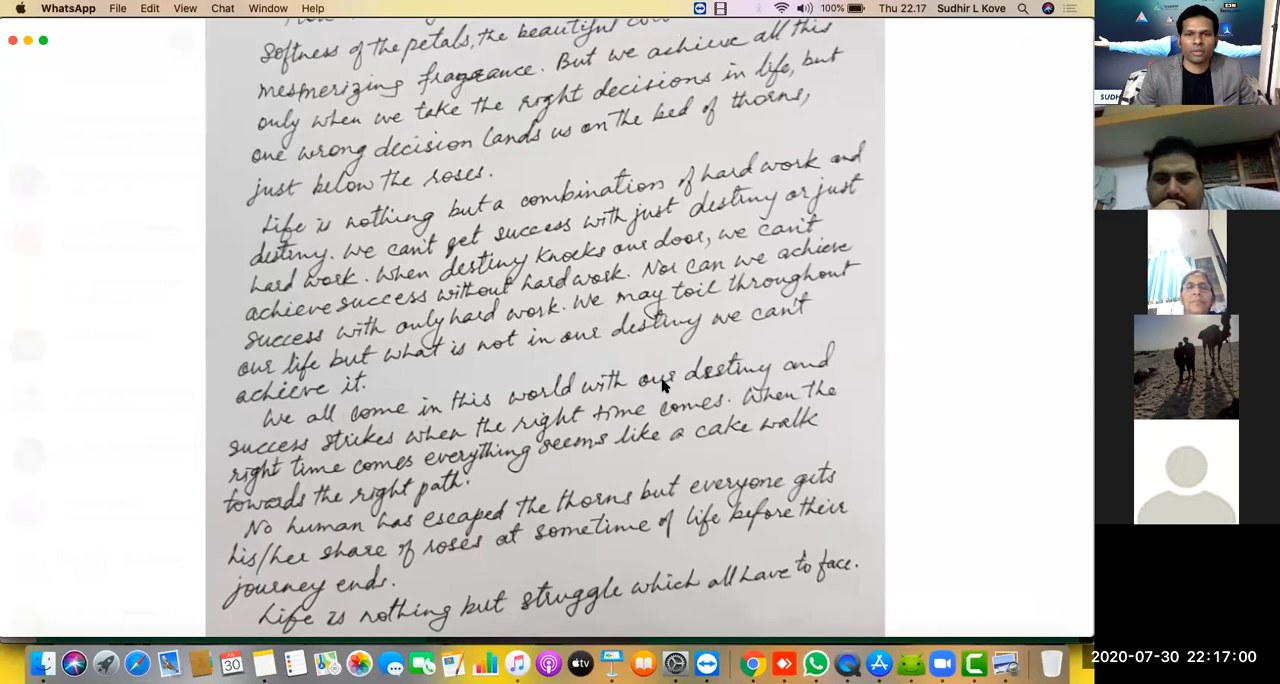 WhatsApp File Edit View Chat Window Help
100% Thu 22.17 Sudhir L Kove
softness of the petals, the beautiful
mesmerizing fragrance. But we achieve all this
only when we take the right decisions in life, but
one wrong decision lands us on the bed of thorns,
just below the roses.
Life is nothing but a combination of hard work and
destiny. We can't get success with just destiny or just
hard work. When destiny knocks our door, we can't
achieve success without hard work. Nor can we achieve
success with only hard work. We may toil throughout
our life but what is not in our destiny we can't
achieve it.
We all come in this world with our destiny and
success strikes when the right time comes. When the
right time comes everything seems like a cake walk
towards the right path.
No human has escaped the thorns but everyone gets
his/her share of roses at sometime of life before their
journey ends.
Life is nothing but struggle which all have to face.
SUDH
JUL
30
tv
2020-07-30 22:17:00